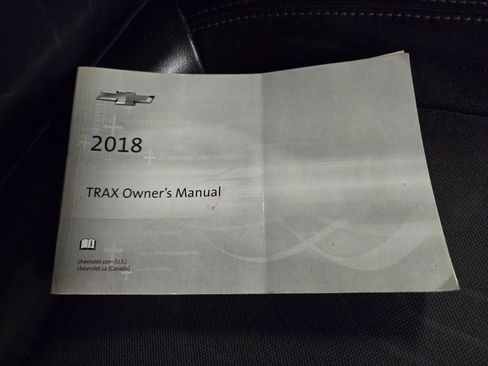 2018
TRAX Owner's Manual
chevrolet.com (U.S.)
chevrolet.ca (Canada)